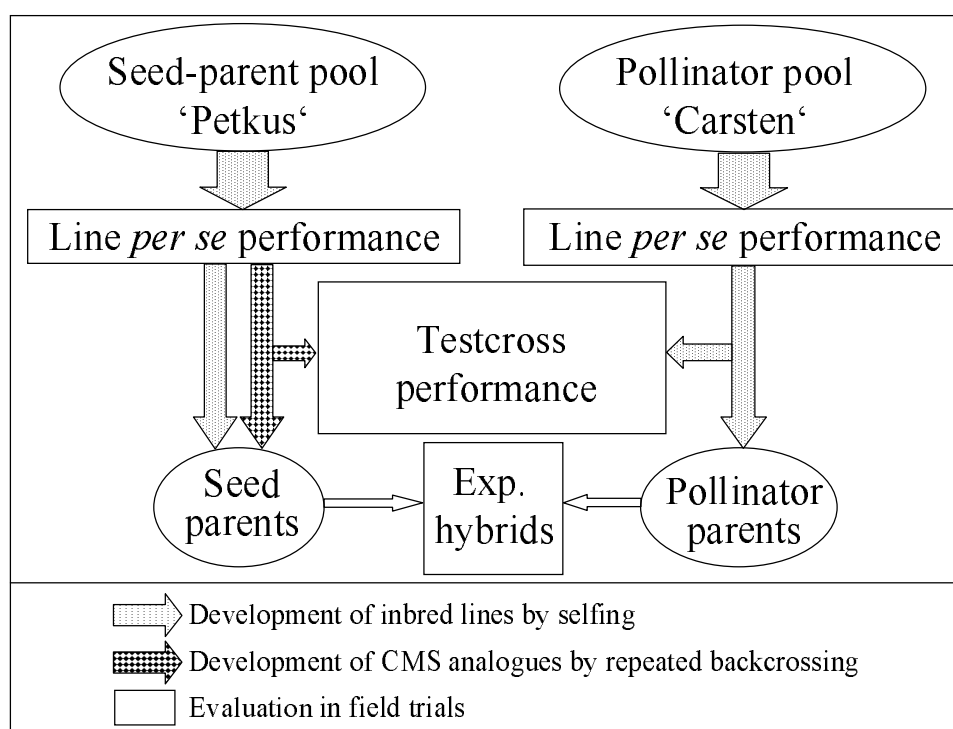 Seed-parent pool
‘Petkus‘
Pollinator pool
‘Carsten‘
Line per se performance
Line per se performance
Testcross
performance
Seed
parents
Exp.
hybrids
Pollinator
parents
Development of inbred lines by selfing
Development of CMS analogues by repeated backcrossing
Evaluation in field trials